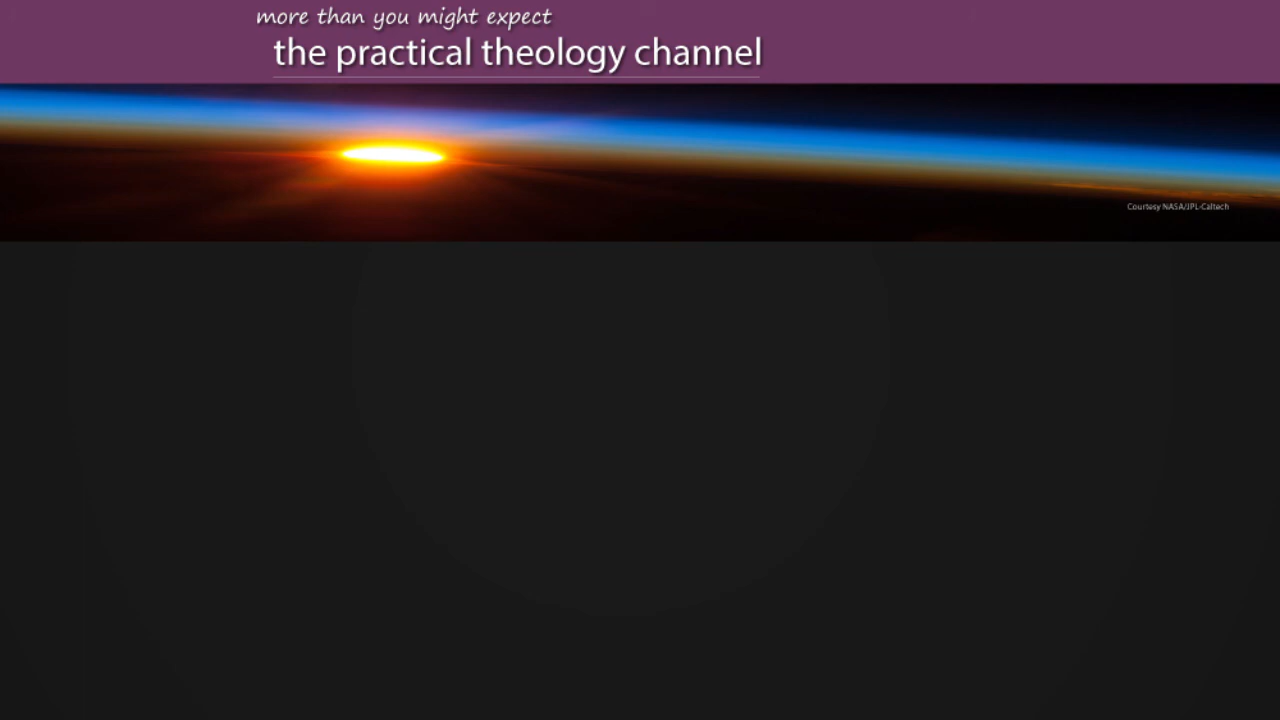 more than you might expect
the practical theology channel
Courtesy NASA/JPL-Caltech